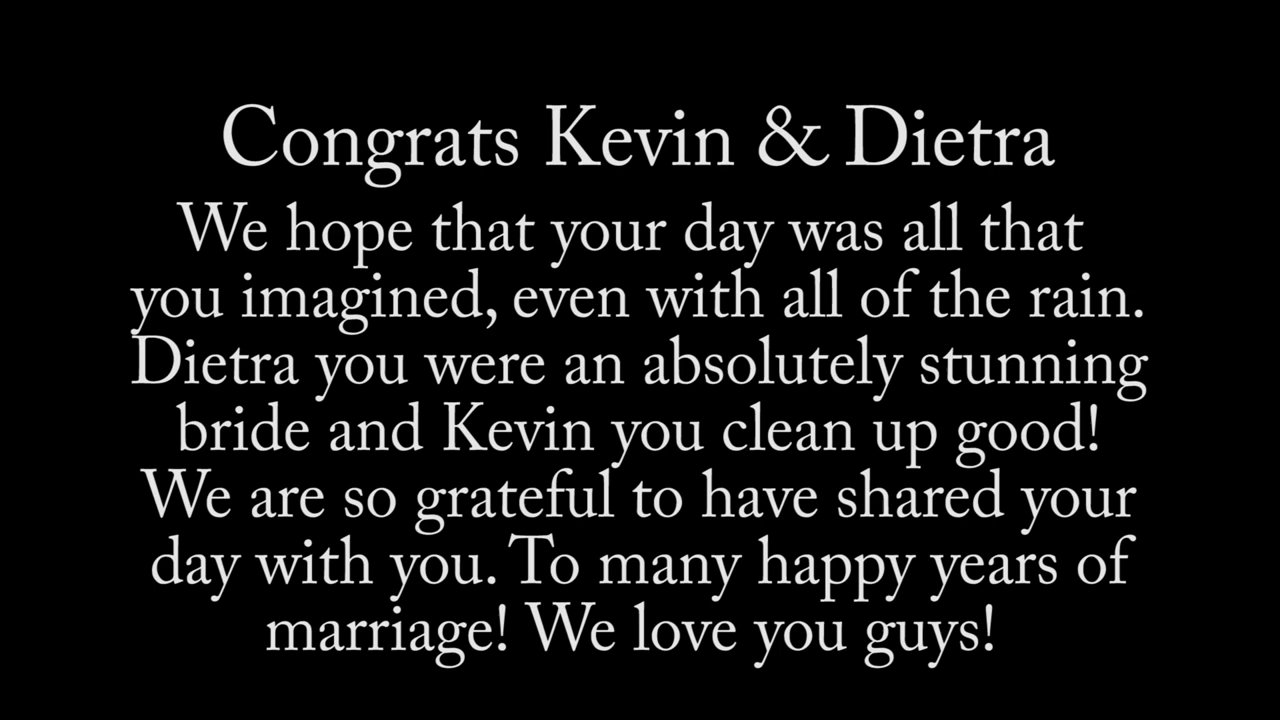 Congrats Kevin & Dietra
We hope that your day was all that
you imagined, even with all of the rain.
Dietra you were an absolutely stunning
bride and Kevin you clean up good!
We are so grateful to have shared your
day with you. To many happy years of
marriage! We love you guys!